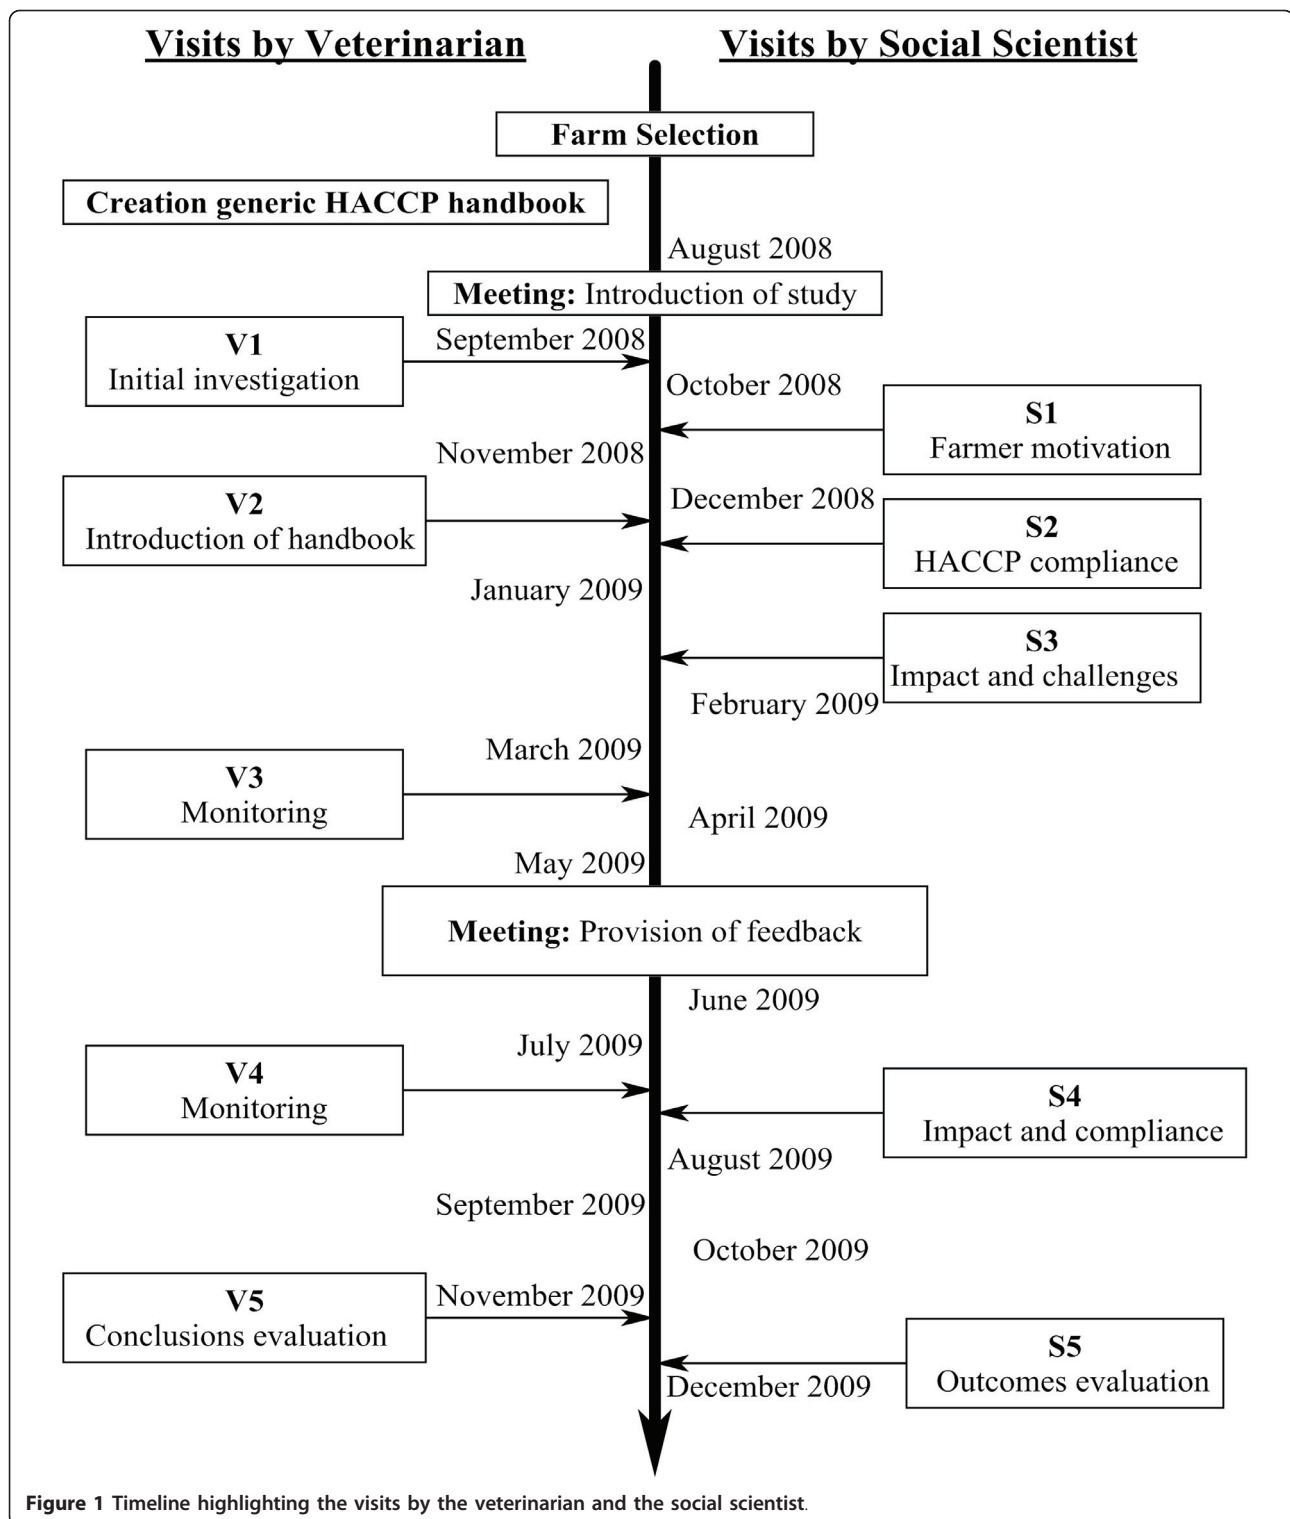 Visits by Veterinarian
Visits by Social Scientist
Farm Selection
Creation generic HACCP handbook
August 2008
Meeting: Introduction of study
V1
Initial investigation
September 2008
October 2008
S1
Farmer motivation
November 2008
V2
Introduction of handbook
December 2008
S2
HACCP compliance
January 2009
S3
Impact and challenges
February 2009
March 2009
V3
Monitoring
April 2009
May 2009
Meeting: Provision of feedback
June 2009
July 2009
V4
Monitoring
S4
Impact and compliance
August 2009
September 2009
October 2009
V5
Conclusions evaluation
November 2009
S5
Outcomes evaluation
December 2009
Figure 1 Timeline highlighting the visits by the veterinarian and the social scientist.